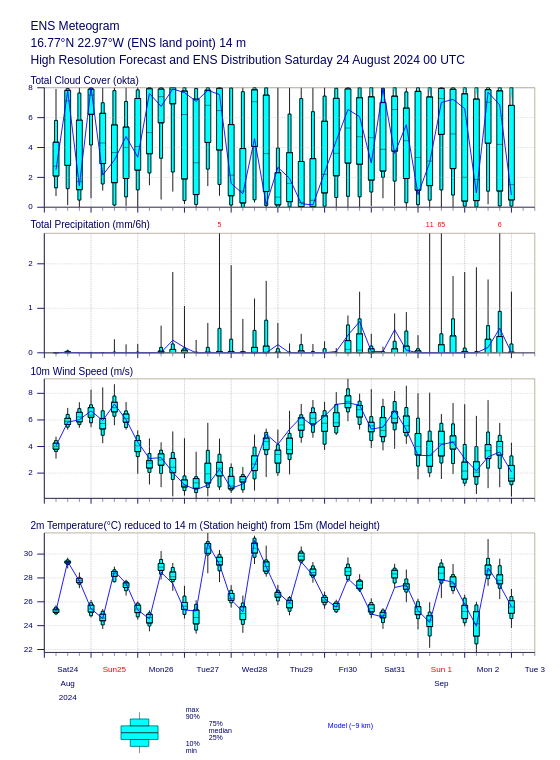 ENS Meteogram
16.77°N 22.97°W (ENS land point) 14 m
High Resolution Forecast and ENS Distribution Saturday 24 August 2024 00 UTC
Total Cloud Cover (okta)
8
6
4
2
0
Total Precipitation (mm/6h)
5 11 65 6
2
1
0
10m Wind Speed (m/s)
8
6
4
2
2m Temperature(°C) reduced to 14 m (Station height) from 15m (Model height)
30
28
26
24
22
Sat24 Sun25 Mon26 Tue27 Wed28 Thu29 Fri30 Sat31 Sun 1 Mon 2 Tue 3
Aug Sep
2024
max
90%
75%
median
25%
10%
min
Model (~9 km)